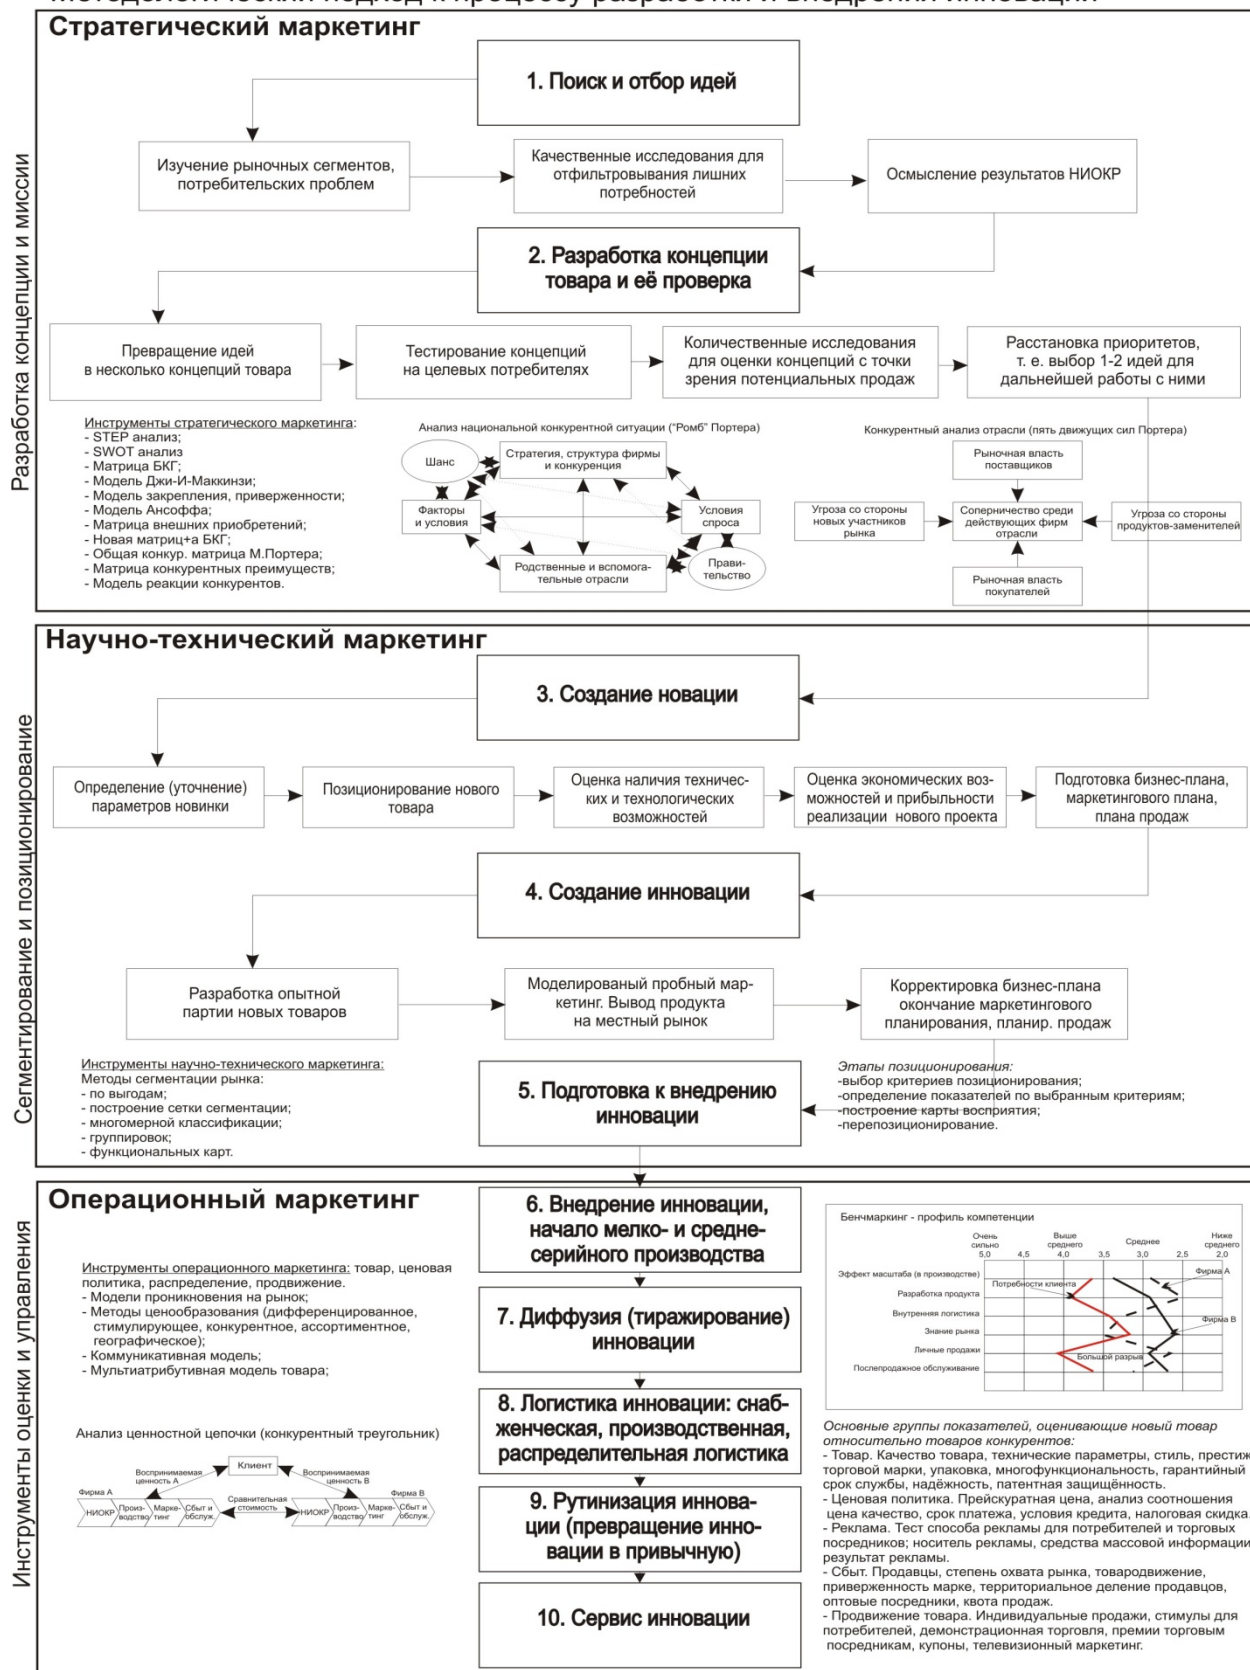 Методологический подход к процессу разработки и внедрения инноваций
Стратегический маркетинг
Разработка концепции и миссии
1. Поиск и отбор идей
Изучение рыночных сегментов,
потребительских проблем
Качественные исследования для
отфильтровывания лишних
потребностей
Осмысление результатов НИОКР
2. Разработка концепции
товара и её проверка
Превращение идей
в несколько концепций товара
Тестирование концепций
на целевых потребителях
Количественные исследования
для оценки концепций с точки
зрения потенциальных продаж
Расстановка приоритетов,
т. е. выбор 1-2 идей для
дальнейшей работы с ними
Инструменты стратегического маркетинга:
- STEP анализ;
- SWOT анализ
- Матрица БКГ;
- Модель Джи-И-Маккинзи;
- Модель закрепления, приверженности;
- Модель Ансоффа;
- Матрица внешних приобретений;
- Новая матриц+а БКГ;
- Общая конкур. матрица М.Портера;
- Матрица конкурентных преимуществ;
- Модель реакции конкурентов.
Анализ национальной конкурентной ситуации ("Ромб" Портера)
Шанс
Стратегия, структура фирмы
и конкуренция
Факторы
и условия
Условия
спроса
Родственные и вспомога-
тельные отрасли
Прави-
тельство
Конкурентный анализ отрасли (пять движущих сил Портера)
Рыночная власть
поставщиков
Угроза со стороны
новых участников
рынка
Соперничество среди
действующих фирм
отрасли
Угроза со стороны
продуктов-заменителей
Рыночная власть
покупателей
Научно-технический маркетинг
Сегментирование и позиционирование
3. Создание новации
Определение (уточнение)
параметров новинки
Позиционирование нового
товара
Оценка наличия техничес-
ких и технологических
возможностей
Оценка экономических воз-
можностей и прибыльности
реализации нового проекта
Подготовка бизнес-плана,
маркетингового плана,
плана продаж
4. Создание инновации
Разработка опытной
партии новых товаров
Моделированый пробный мар-
кетинг. Вывод продукта
на местный рынок
Корректировка бизнес-плана
окончание маркетингового
планирования, планир. продаж
Инструменты научно-технического маркетинга:
Методы сегментации рынка:
- по выгодам;
- построение сетки сегментации;
- многомерной классификации;
- группировок;
- функциональных карт.
5. Подготовка к внедрению
инновации
Этапы позиционирования:
-выбор критериев позиционирования;
-определение показателей по выбранным критериям;
-построение карты восприятия;
-перепозиционирование.
Операционный маркетинг
Инструменты оценки и управления
6. Внедрение инновации,
начало мелко- и средне-
серийного производства
Инструменты операционного маркетинга: товар, ценовая
политика, распределение, продвижение.
- Модели проникновения на рынок;
- Методы ценообразования (дифференцированное,
стимулирующее, конкурентное, ассортиментное,
географическое);
- Коммуникативная модель;
- Мультиатрибутивная модель товара;
7. Диффузия (тиражирование)
инновации
8. Логистика инновации: снаб-
женческая, производственная,
распределительная логистика
9. Рутинизация иннова-
ции (превращение инно-
вации в привычную)
10. Сервис инновации
Анализ ценностной цепочки (конкурентный треугольник)
Клиент
Воспринимаемая
ценность А
Воспринимаемая
ценность В
Фирма А
Фирма В
Сравнительная
стоимость
НИОКР
Произ-
водство
Марке-
тинг
Сбыт и
обслуж.
НИОКР
Произ-
водство
Марке-
тинг
Сбыт и
обслуж.
Бенчмаркинг - профиль компетенции
Очень
сильно
Выше
среднего
Среднее
Ниже
среднего
5,0 4,5 4,0 3,5 3,0 2,5 2,0
Эффект масштаба (в производстве)
Разработка продукта
Внутренняя логистика
Знание рынка
Личные продажи
Послепродажное обслуживание
Потребности клиента
Фирма А
Фирма В
Большой разрыв
Основные группы показателей, оценивающие новый товар
относительно товаров конкурентов:
- Товар. Качество товара, технические параметры, стиль, престиж
торговой марки, упаковка, многофункциональность, гарантийный
срок службы, надёжность, патентная защищённость.
- Ценовая политика. Прейскуратная цена, анализ соотношения
цена качество, срок платежа, условия кредита, налоговая скидка.
- Реклама. Тест способа рекламы для потребителей и торговых
посредников; носитель рекламы, средства массовой информации
результат рекламы.
- Сбыт. Продавцы, степень охвата рынка, товародвижение,
приверженность марке, территориальное деление продавцов,
оптовые посредники, квота продаж.
- Продвижение товара. Индивидуальные продажи, стимулы для
потребителей, демонстрационная торговля, премии торговым
посредникам, купоны, телевизионный маркетинг.